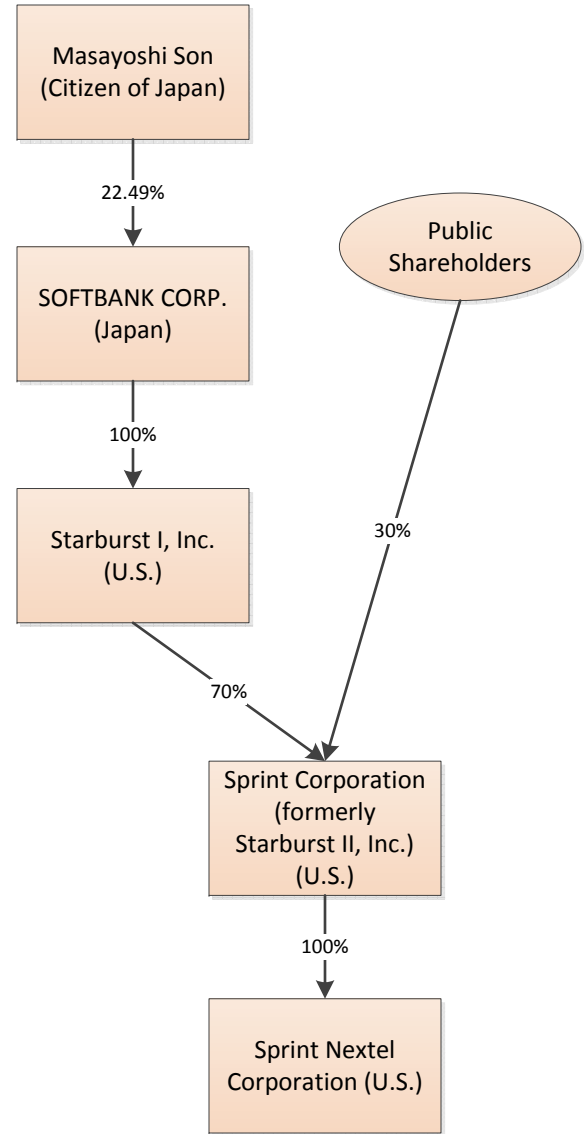 Masayoshi Son
(Citizen of Japan)
22.49%
SOFTBANK CORP.
(Japan)
Public
Shareholders
100%
Starburst I, Inc.
(U.S.)
30%
70%
Sprint Corporation
(formerly
Starburst II, Inc.)
(U.S.)
100%
Sprint Nextel
Corporation (U.S.)